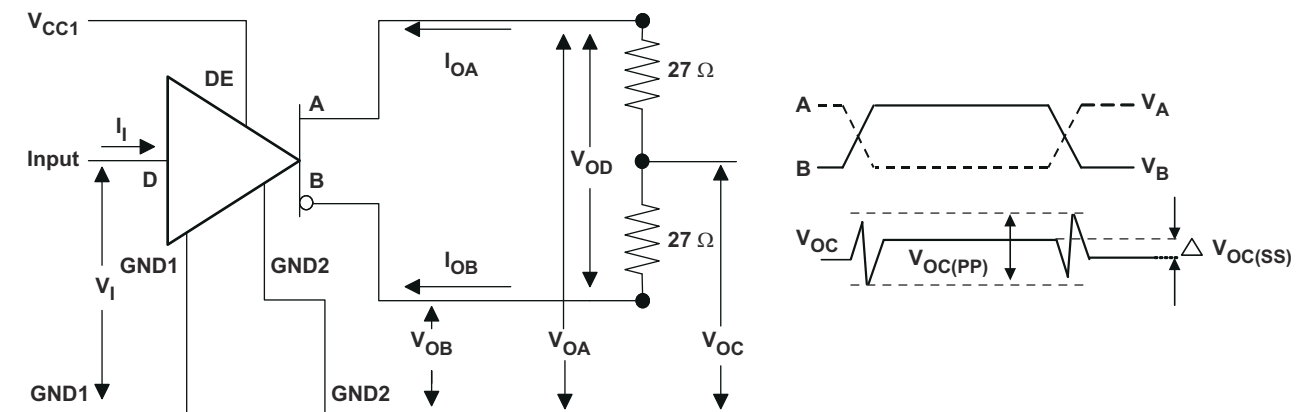 VCC1
DE
IOA
27 Ω
A
II
Input
D
VOD
B
27 Ω
GND1
GND2
IOB
VI
VOB
VOA
VOC
GND1
GND2
A
VA
B
VB
VOC
VOC(PP)
△ VOC(SS)